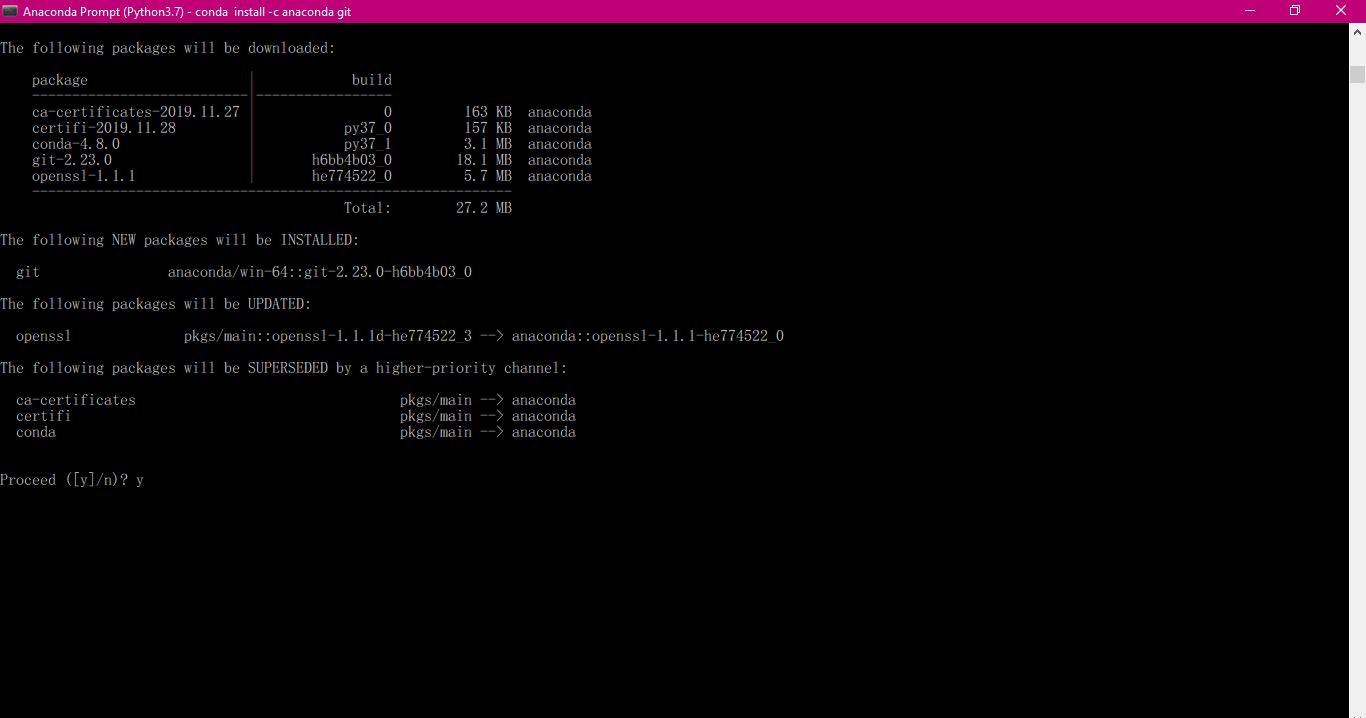 Anaconda Prompt (Python3.7) - conda  install -c anaconda git
The following packages will be downloaded:
package | build
---------------------------|-----------------
ca-certificates-2019.11.27 | 0 163 KB anaconda
certifi-2019.11.28 | py37_0 157 KB anaconda
conda-4.8.0 | py37_1 3.1 MB anaconda
git-2.23.0 | h6bb4b03_0 18.1 MB anaconda
openssl-1.1.1 | he774522_0 5.7 MB anaconda
------------------------------------------------------------
Total: 27.2 MB
The following NEW packages will be INSTALLED:
git anaconda/win-64::git-2.23.0-h6bb4b03_0
The following packages will be UPDATED:
openssl pkgs/main::openssl-1.1.1d-he774522_3 --> anaconda::openssl-1.1.1-he774522_0
The following packages will be SUPERSEDED by a higher-priority channel:
ca-certificates pkgs/main --> anaconda
certifi pkgs/main --> anaconda
conda pkgs/main --> anaconda
Proceed ([y]/n)? y